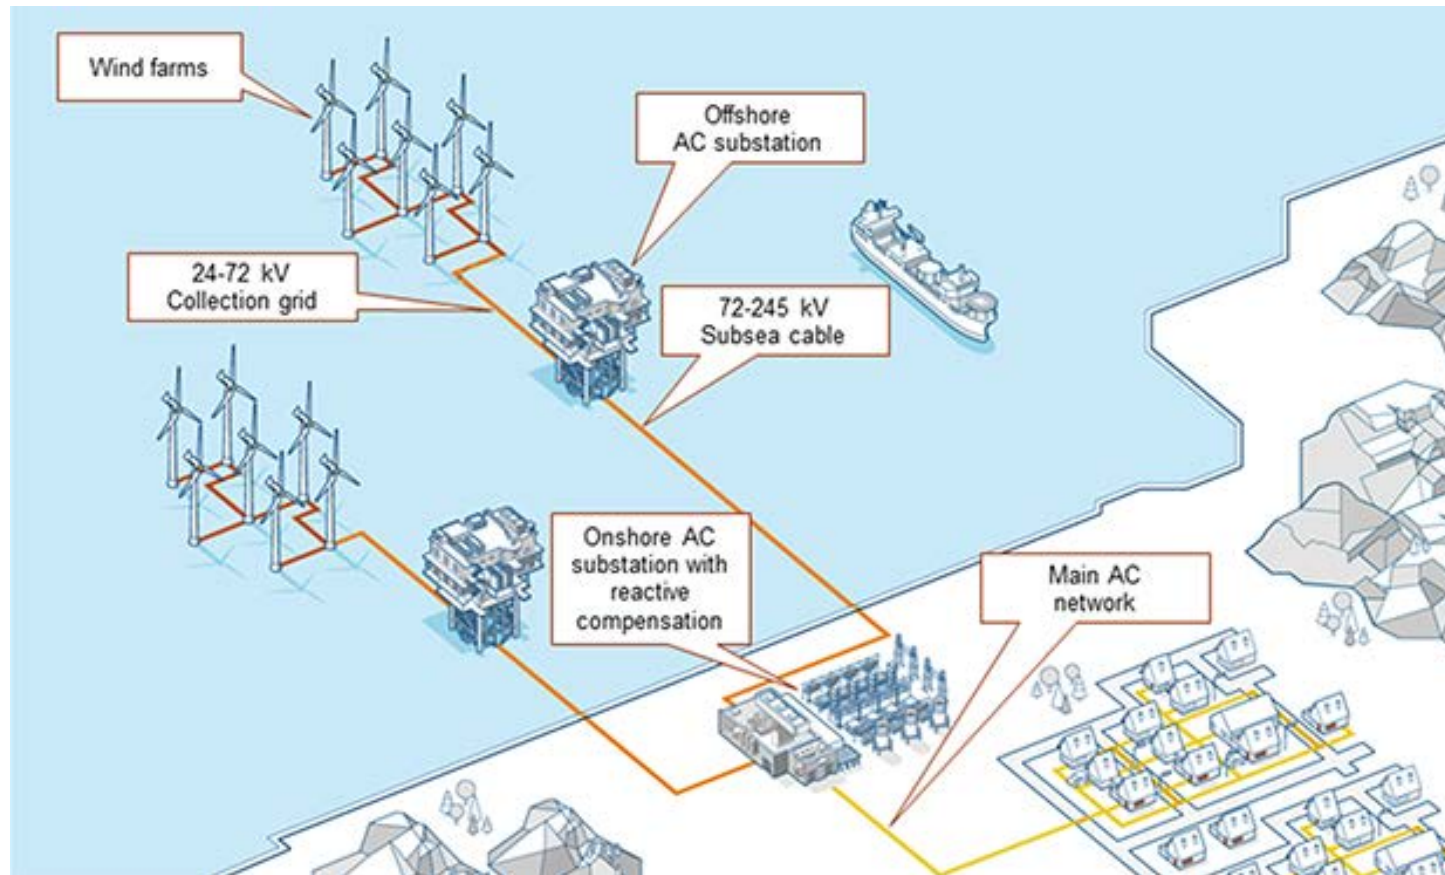 Wind farms
Offshore
AC substation
24-72 kV
Collection grid
72-245 kV
Subsea cable
Onshore AC
substation with
reactive
compensation
Main AC
network